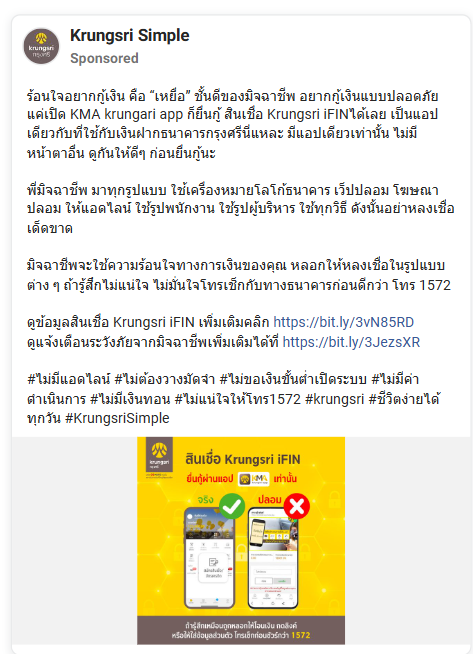 Krungsri Simple
Sponsored
ร้อนใจอยากกู้เงิน คือ “เหยื่อ” ชั้นดีของมิจฉาชีพ อยากกู้เงินแบบปลอดภัย
แค่เปิด KMA krungari app ก็ยื่นกู้ สินเชื่อ Krungsri iFINได้เลย เป็นแอป
เดียวกับที่ใช้กับเงินฝากธนาคารกรุงศรีนี่แหละ มีแอปเดียวเท่านั้น ไม่มี
หน้าตาอื่น ดูกันให้ดีๆ ก่อนยื่นกู้นะ
พี่มิจฉาชีพ มาทุกรูปแบบ ใช้เครื่องหมายโลโก้ธนาคาร เว็ปปลอม โฆษณา
ปลอม ให้แอดไลน์ ใช้รูปพนักงาน ใช้รูปผู้บริหาร ใช้ทุกวิธี ดังนั้นอย่าหลงเชื่อ
เด็ดขาด
มิจฉาชีพจะใช้ความร้อนใจทางการเงินของคุณ หลอกให้หลงเชื่อในรูปแบบ
ต่าง ๆ ถ้ารู้สึกไม่แน่ใจ ไม่มั่นใจโทรเช็กกับทางธนาคารก่อนดีกว่า โทร 1572
ดูข้อมูลสินเชื่อ Krungsri iFIN เพิ่มเติมคลิก https://bit.ly/3vN85RD
ดูแจ้งเตือนระวังภัยจากมิจฉาชีพเพิ่มเติมได้ที่ https://bit.ly/3JezsXR
#ไม่มีแอดไลน์ #ไม่ต้องวางมัดจำ #ไม่ขอเงินขั้นต่ำเปิดระบบ #ไม่มีค่า
ดำเนินการ #ไม่มีเงินทอน #ไม่แน่ใจให้โทร1572 #krungsri #ชีวิตง่ายได้
ทุกวัน #KrungsriSimple
krungsri
กรุงศรี
สินเชื่อ Krungsri iFIN
ยื่นกู้ผ่านแอป KMA เท่านั้น
จริง
ปลอม
ถ้ารู้สึกเหมือนถูกหลอกให้โอนเงิน กดลิงค์
หรือให้ใส่ข้อมูลส่วนตัว โทรเช็กก่อนชัวร์กว่า 1572